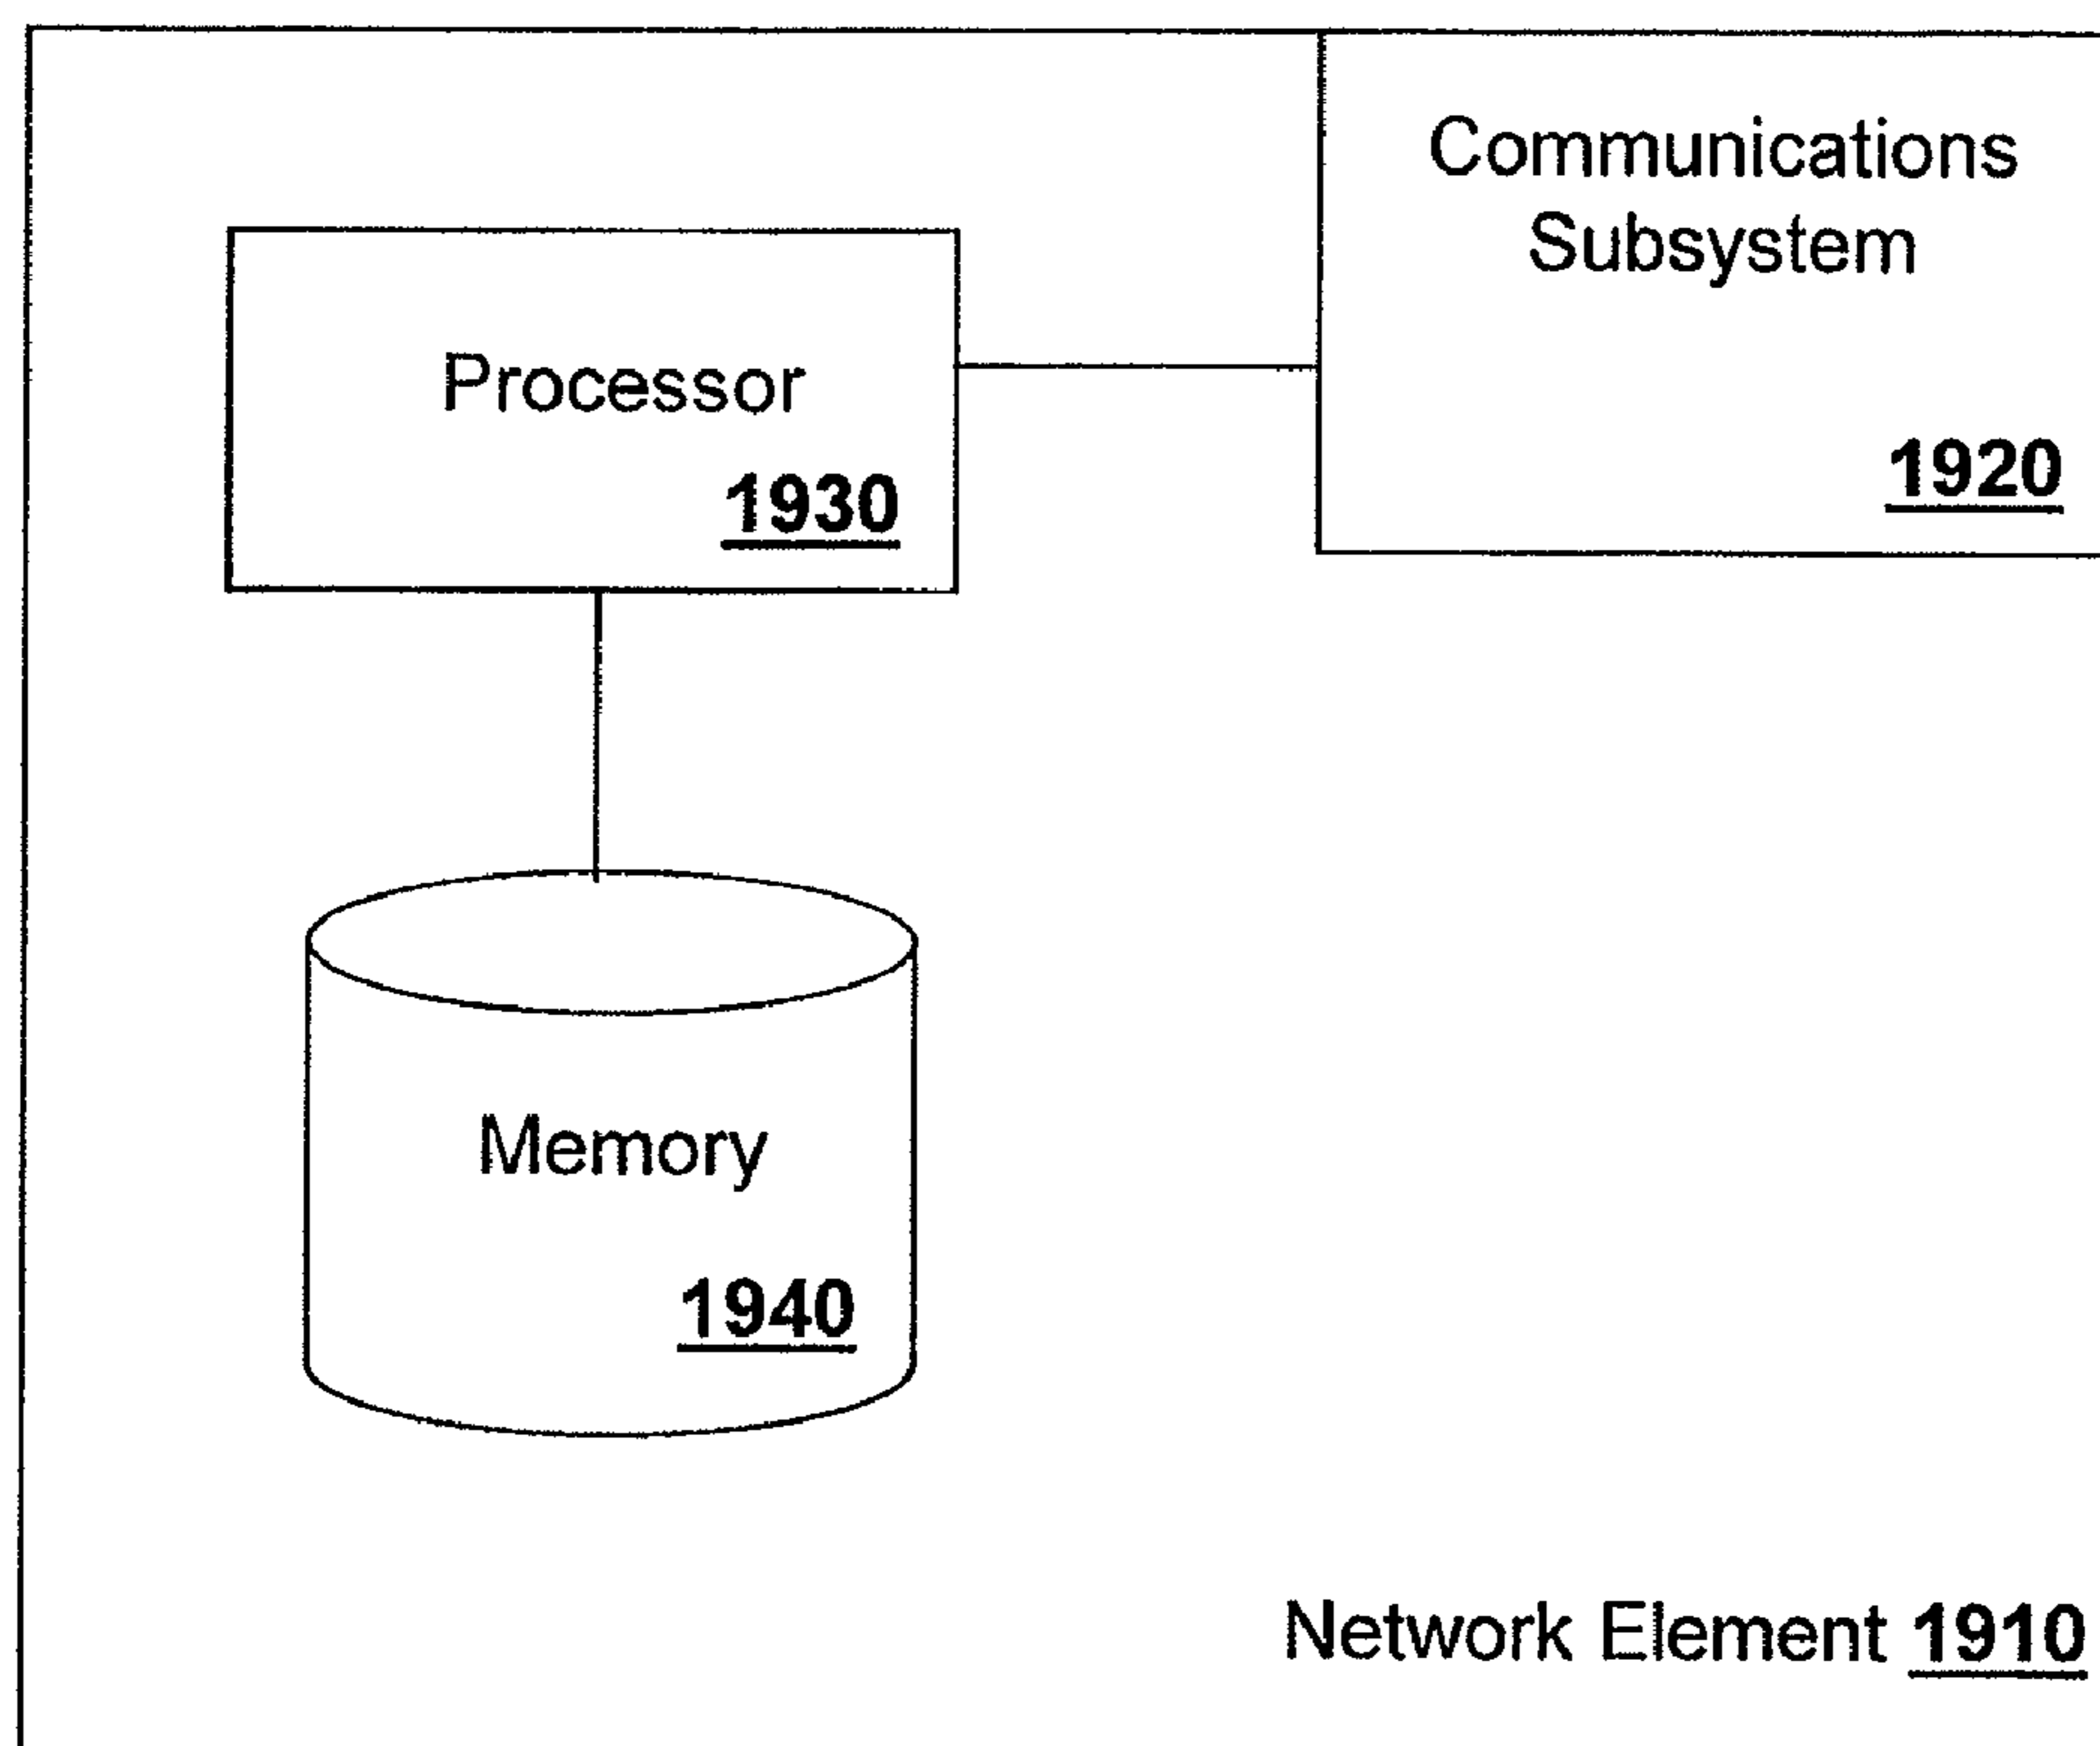 Communications
Subsystem
1920
Processor
1930
Memory
1940
Network Element 1910